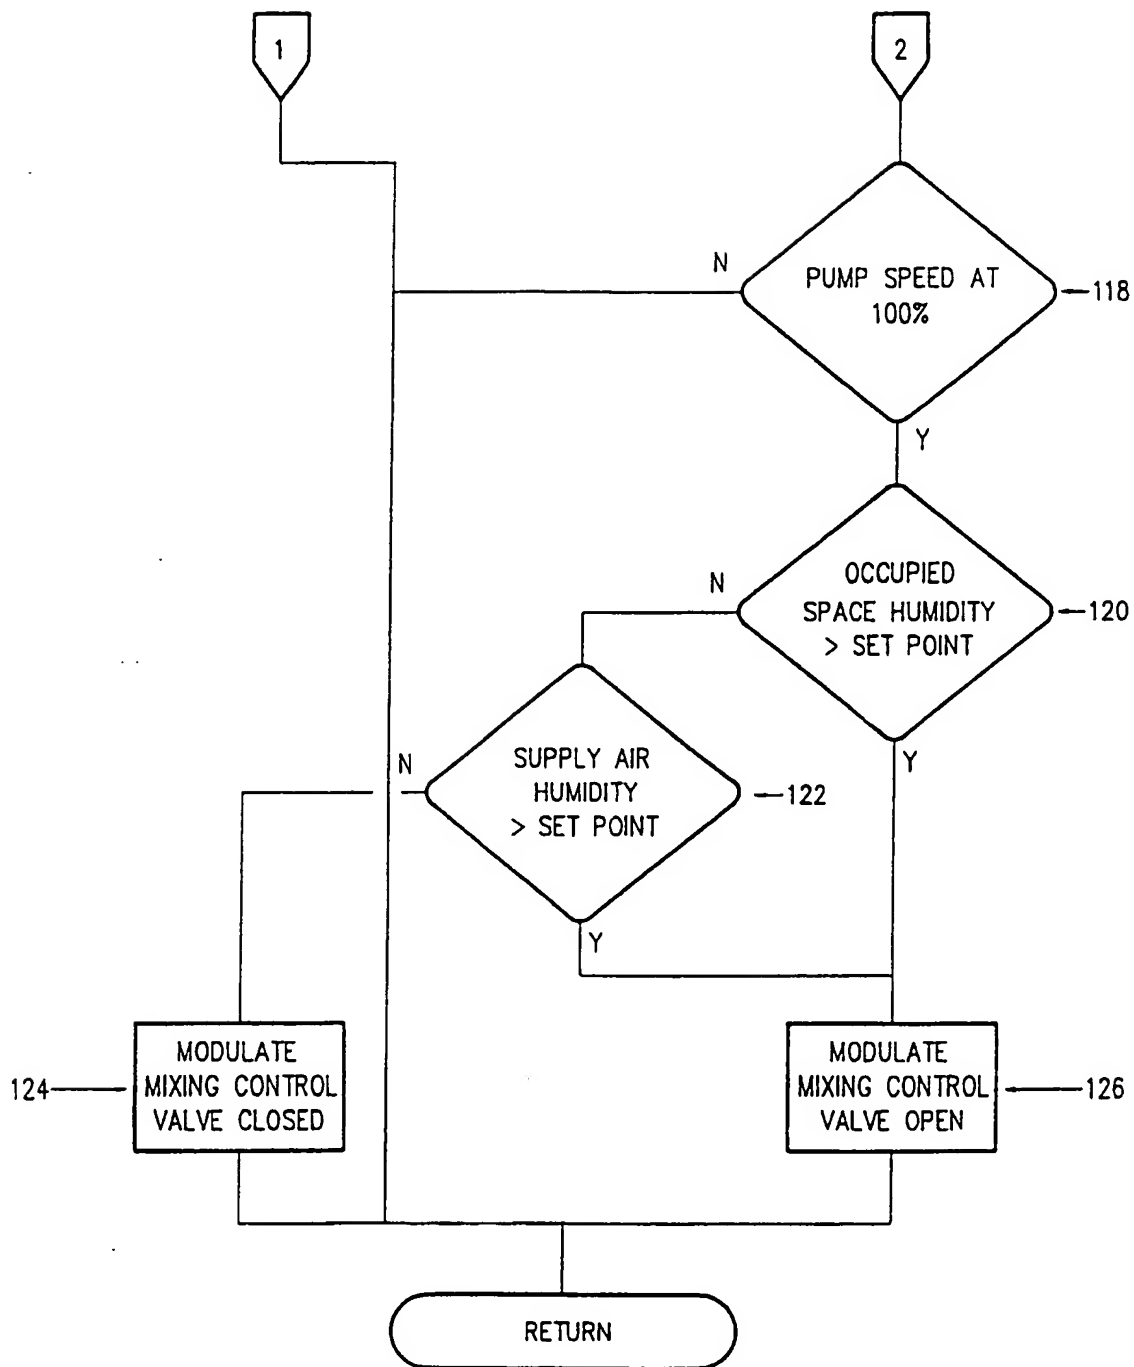 1
2
N
PUMP SPEED AT
100%
118
Y
N
OCCUPIED
SPACE HUMIDITY
> SET POINT
120
Y
N
SUPPLY AIR
HUMIDITY
> SET POINT
122
Y
124
MODULATE
MIXING CONTROL
VALVE CLOSED
MODULATE
MIXING CONTROL
VALVE OPEN
126
RETURN